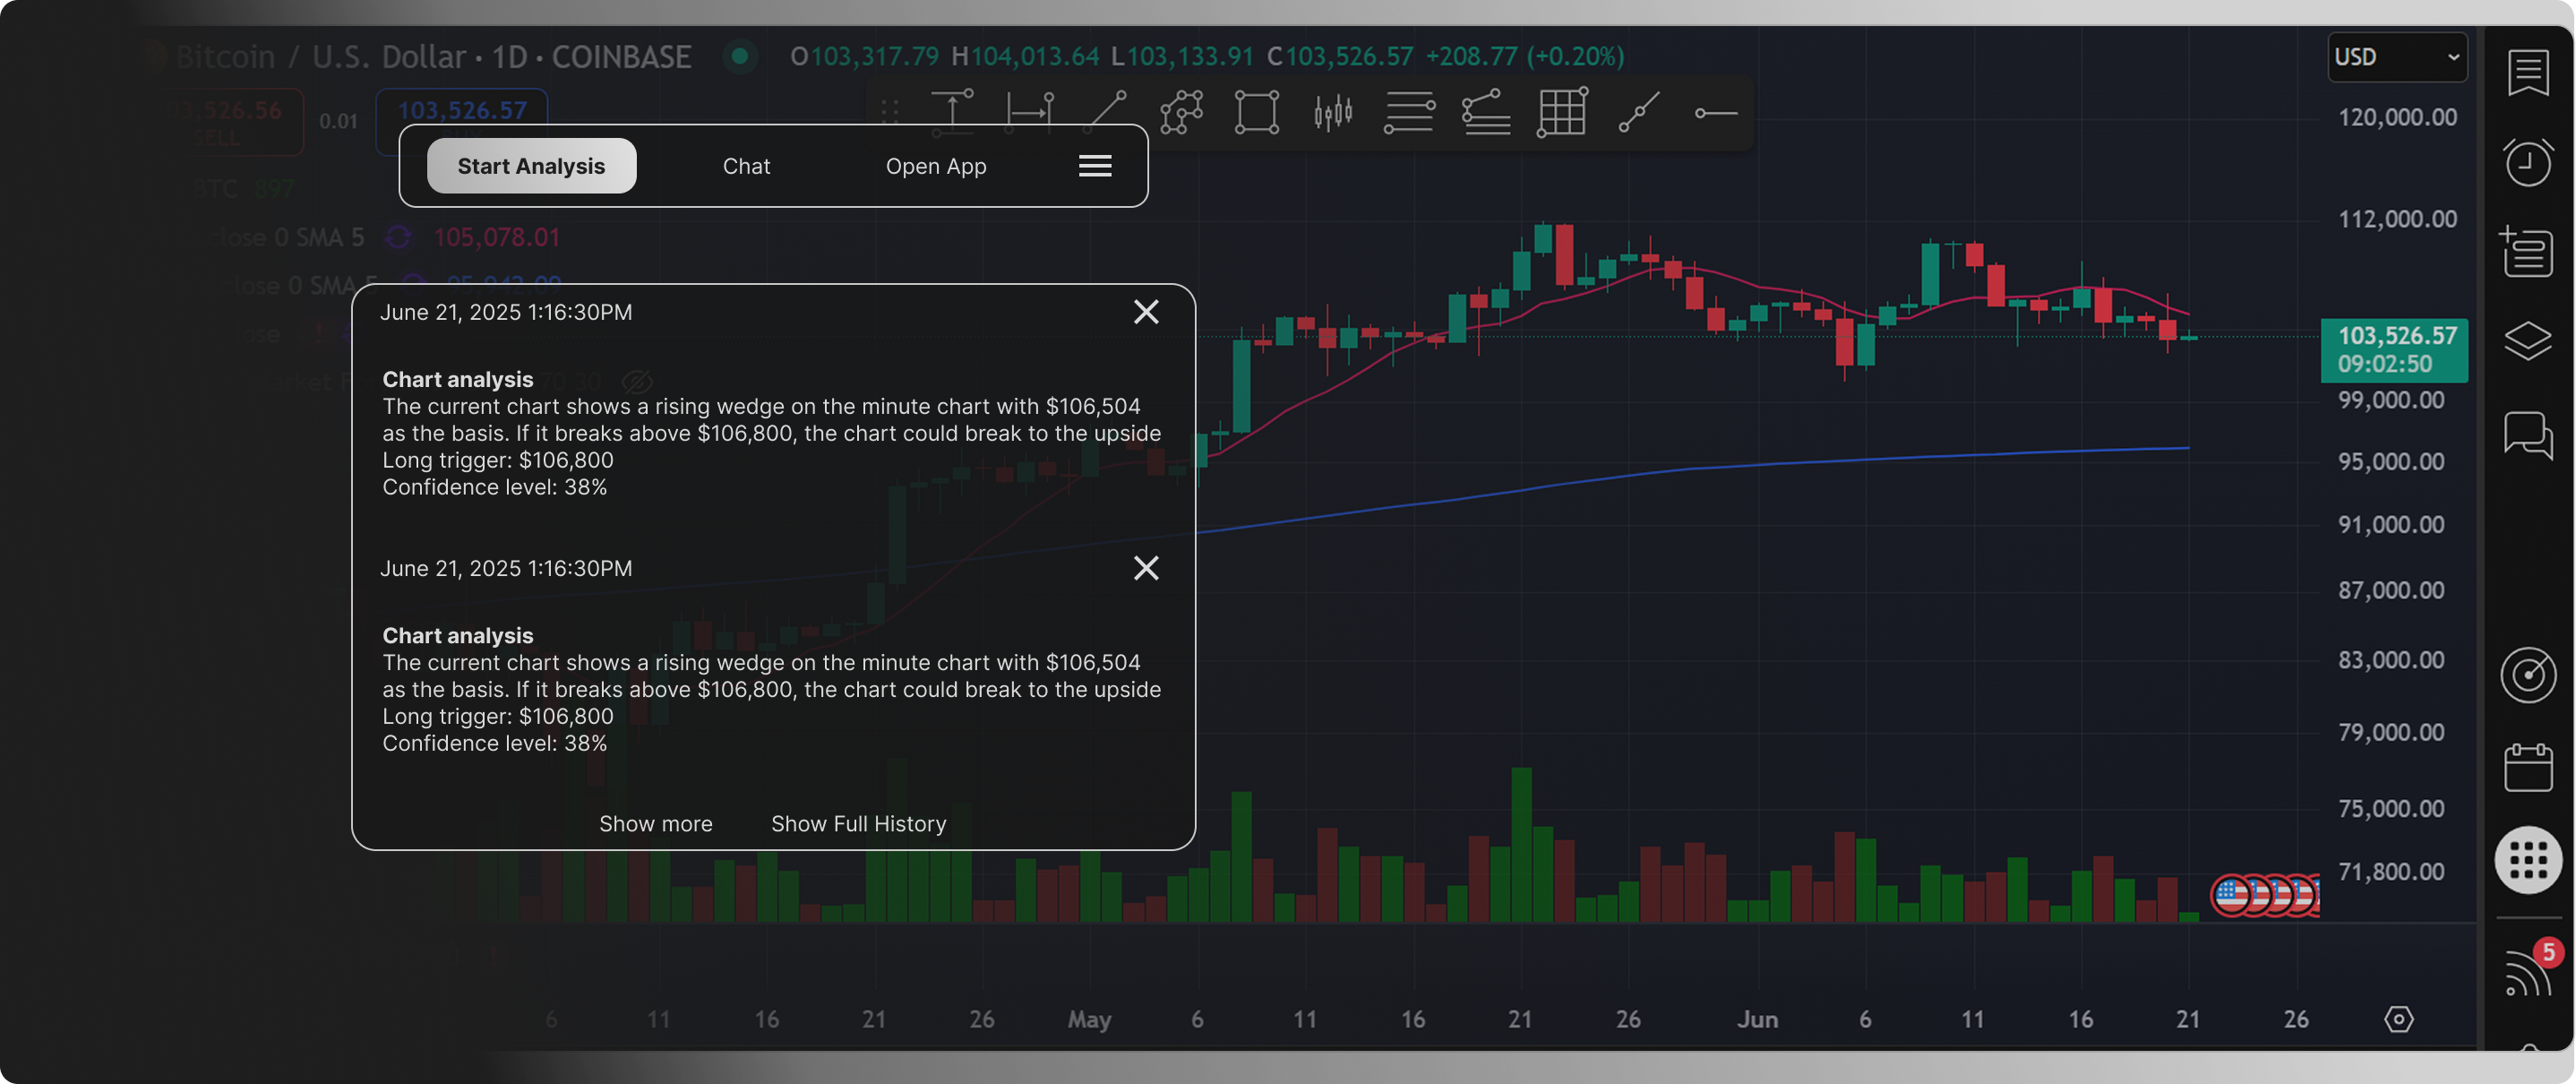 Bitcoin / U.S. Dollar · 1D · COINBASE
O103,317.79 H104,013.64 L103,133.91 C103,526.57 +208.77 (+0.20%)
USD
03,526.56
SELL
0.01
103,526.57
120,000.00
Start Analysis
Chat
Open App
BTC 897
112,000.00
close 0 SMA 5 105,078.01
close 0 SMA 5
June 21, 2025 1:16:30PM
103,526.57
09:02:50
Chart analysis
70 30
The current chart shows a rising wedge on the minute chart with $106,504
as the basis. If it breaks above $106,800, the chart could break to the upside
Long trigger: $106,800
Confidence level: 38%
99,000.00
95,000.00
91,000.00
June 21, 2025 1:16:30PM
87,000.00
Chart analysis
The current chart shows a rising wedge on the minute chart with $106,504
as the basis. If it breaks above $106,800, the chart could break to the upside
Long trigger: $106,800
Confidence level: 38%
83,000.00
79,000.00
75,000.00
Show more
Show Full History
71,800.00
5
6 11 16 21 26 May 6 11 16 21 26 Jun 6 11 16 21 26